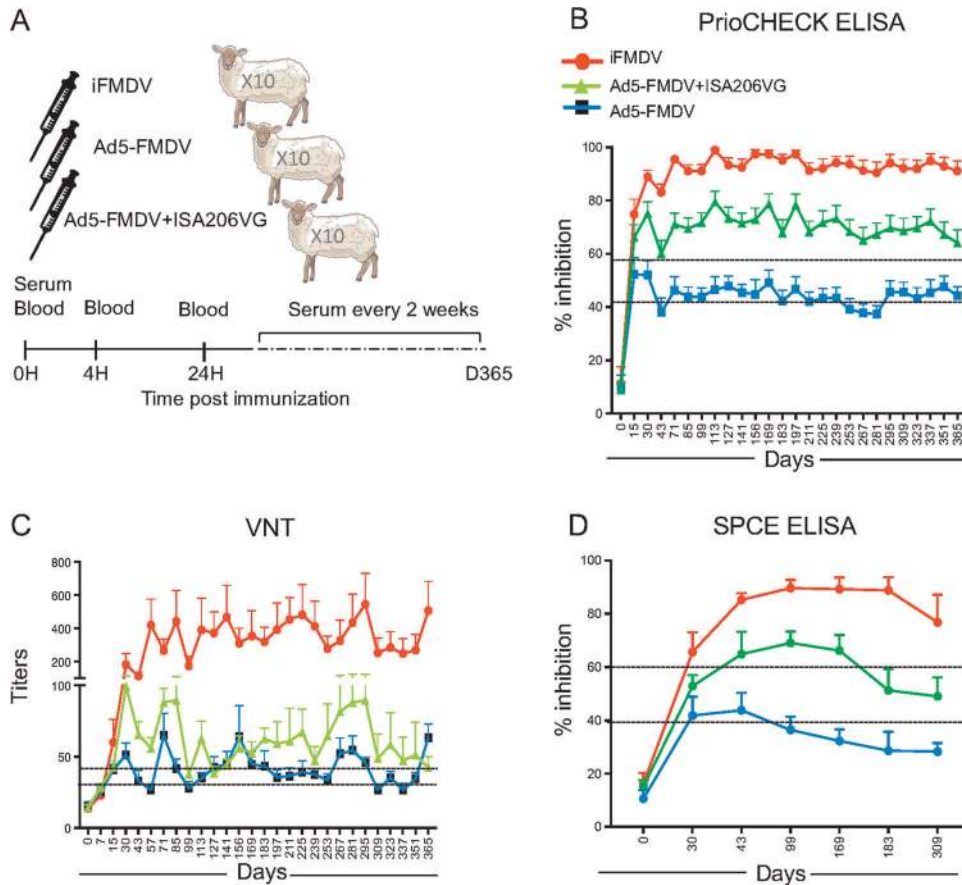 A
iFMDV
X10
Ad5-FMDV
X10
Ad5-FMDV+ISA206VG
X10
Serum
Blood Blood Blood Serum every 2 weeks
0H 4H 24H D365
Time post immunization
B PrioCHECK ELISA
iFMDV
Ad5-FMDV+ISA206VG
Ad5-FMDV
% inhibition
100
80
60
40
20
0
0 15 30 43 71 85 99 113 127 141 156 169 183 197 211 225 239 253 267 281 295 309 323 337 351 365
Days
C VNT
Titers
800
600
400
200
100
50
0
0 7 15 30 43 57 71 85 99 113 127 141 156 169 183 197 211 225 239 253 267 281 295 309 323 337 351 365
Days
D SPCE ELISA
% inhibition
100
80
60
40
20
0
0 30 43 99 169 183 309
Days